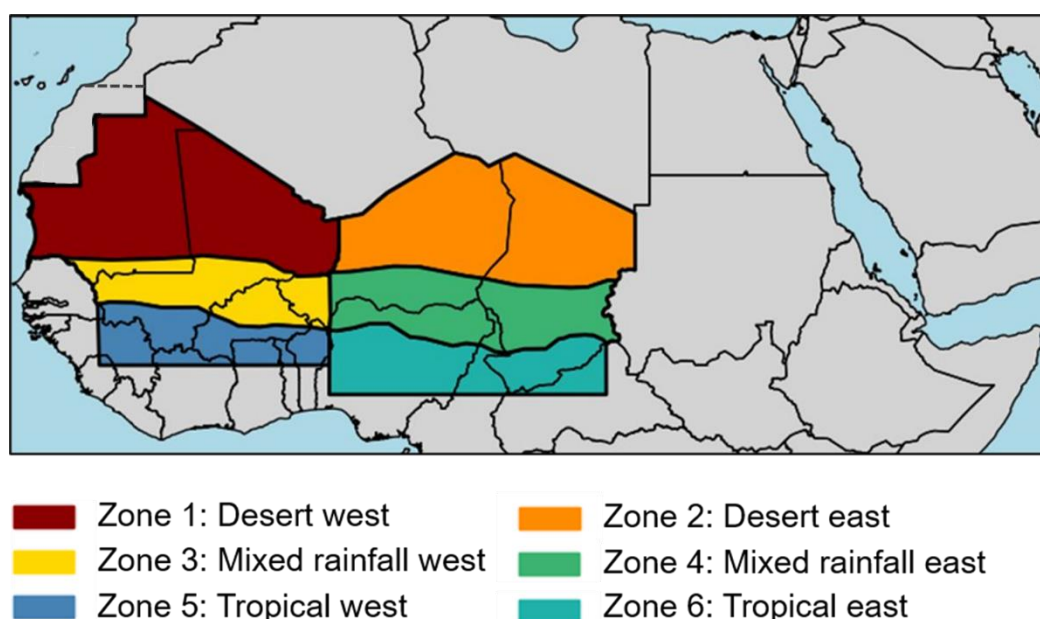 Zone 1: Desert west
Zone 2: Desert east
Zone 3: Mixed rainfall west
Zone 4: Mixed rainfall east
Zone 5: Tropical west
Zone 6: Tropical east